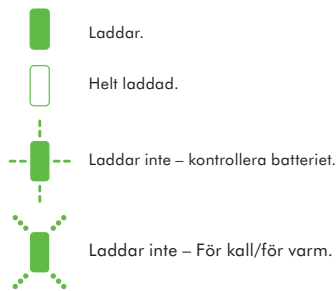 Laddar.
Helt laddad.
Laddar inte – kontrollera batteriet.
Laddar inte – För kall/för varm.